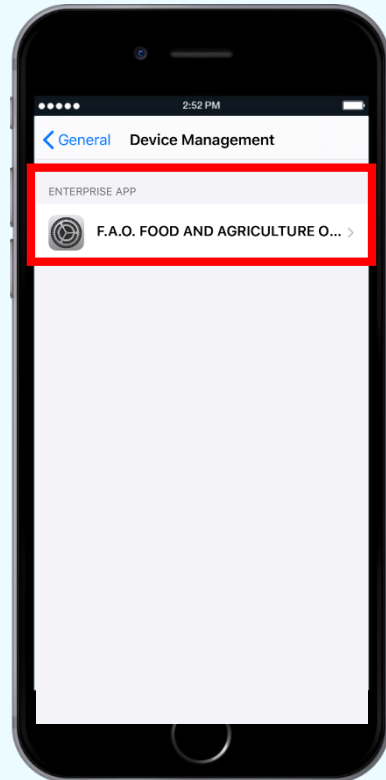 2:52 PM
General Device Management
ENTERPRISE APP
F.A.O. FOOD AND AGRICULTURE O...